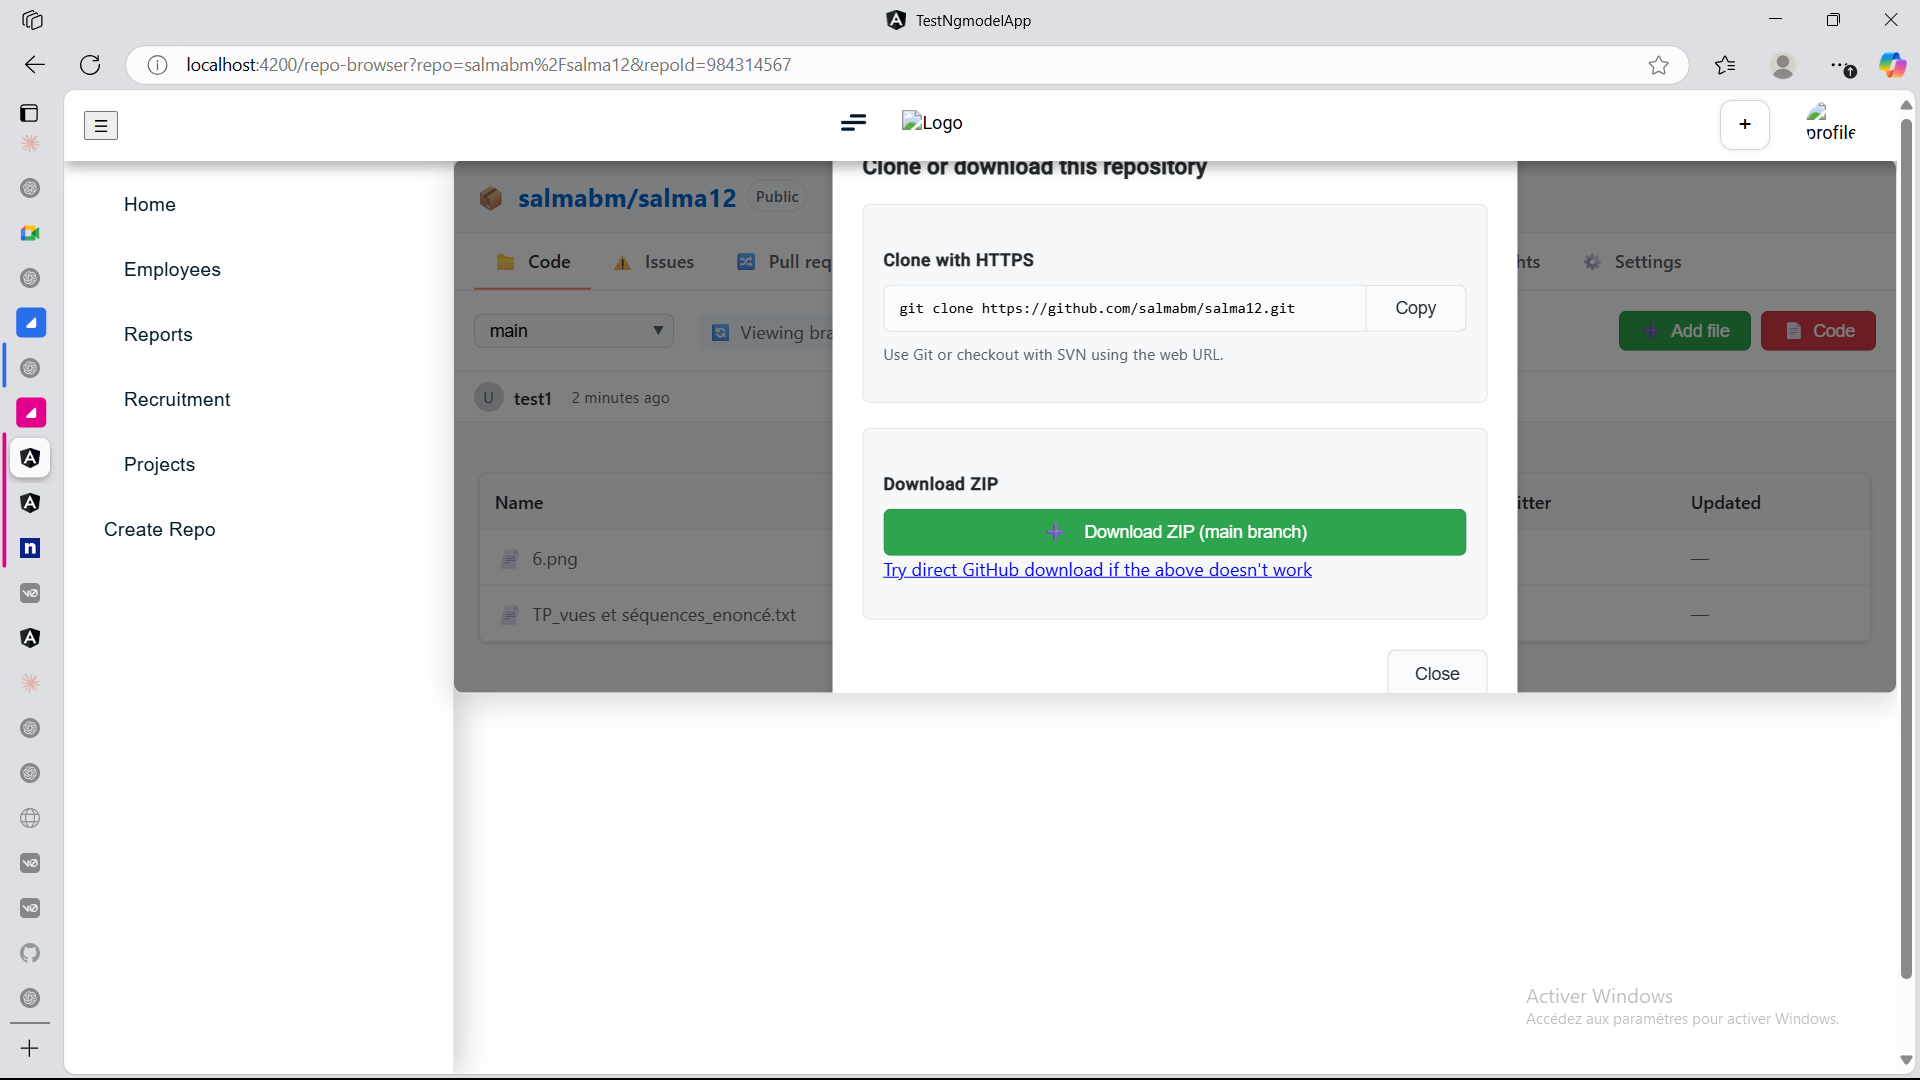 TestNgmodelApp
localhost:4200/repo-browser?repo=salmabm%2Fsalma12&repoId=984314567
☰
Logo
+
profile
Home
Employees
Reports
Recruitment
Projects
Create Repo
salmabm/salma12
Public
Code
Issues
Pull req
hts
Settings
main
Viewing bra
Add file
Code
U
test1
2 minutes ago
Name
itter
Updated
6.png
—
TP_vues et séquences_enoncé.txt
—
Clone or download this repository
Clone with HTTPS
git clone https://github.com/salmabm/salma12.git
Copy
Use Git or checkout with SVN using the web URL.
Download ZIP
Download ZIP (main branch)
Try direct GitHub download if the above doesn't work
Close
Activer Windows
Accédez aux paramètres pour activer Windows.